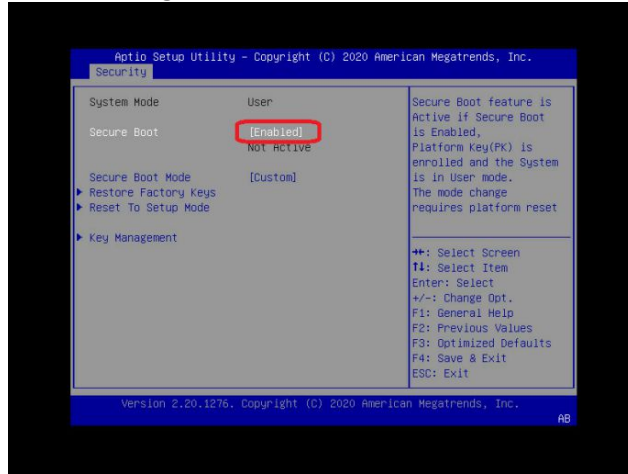 Aptio Setup Utility - Copyright (C) 2020 American Megatrends, Inc.
Security
System Mode User
Secure Boot [Enabled]
Not Active
Secure Boot Mode [Custom]
Restore Factory Keys
Reset To Setup Mode
Key Management
Secure Boot feature is
Active if Secure Boot
is Enabled,
Platform Key(PK) is
enrolled and the System
is in User mode.
The mode change
requires platform reset
→←: Select Screen
↑↓: Select Item
Enter: Select
+/-: Change Opt.
F1: General Help
F2: Previous Values
F3: Optimized Defaults
F4: Save & Exit
ESC: Exit
Version 2.20.1276. Copyright (C) 2020 American Megatrends, Inc.
AB